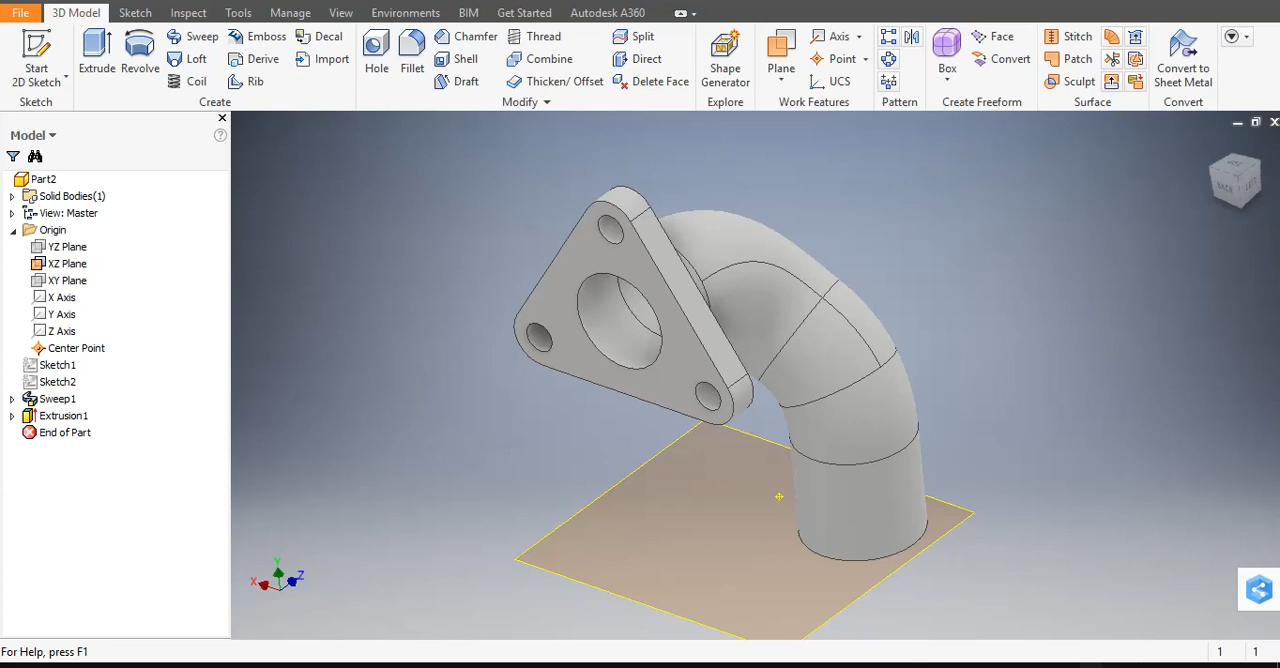 File 3D Model Sketch Inspect Tools Manage View Environments BIM Get Started Autodesk A360
Start
2D Sketch
Sketch
Extrude
Revolve
Sweep
Loft
Coil
Emboss
Derive
Rib
Decal
Import
Create
Hole
Fillet
Chamfer
Shell
Draft
Thread
Combine
Thicken/ Offset
Split
Direct
Delete Face
Modify
Shape
Generator
Explore
Plane
Axis
Point
UCS
Work Features
Pattern
Box
Face
Convert
Create Freeform
Stitch
Patch
Sculpt
Surface
Convert to
Sheet Metal
Convert
Model
Part2
Solid Bodies(1)
View: Master
Origin
YZ Plane
XZ Plane
XY Plane
X Axis
Y Axis
Z Axis
Center Point
Sketch1
Sketch2
Sweep1
Extrusion1
End of Part
BACK LEFT
X Y Z
For Help, press F1
1 1